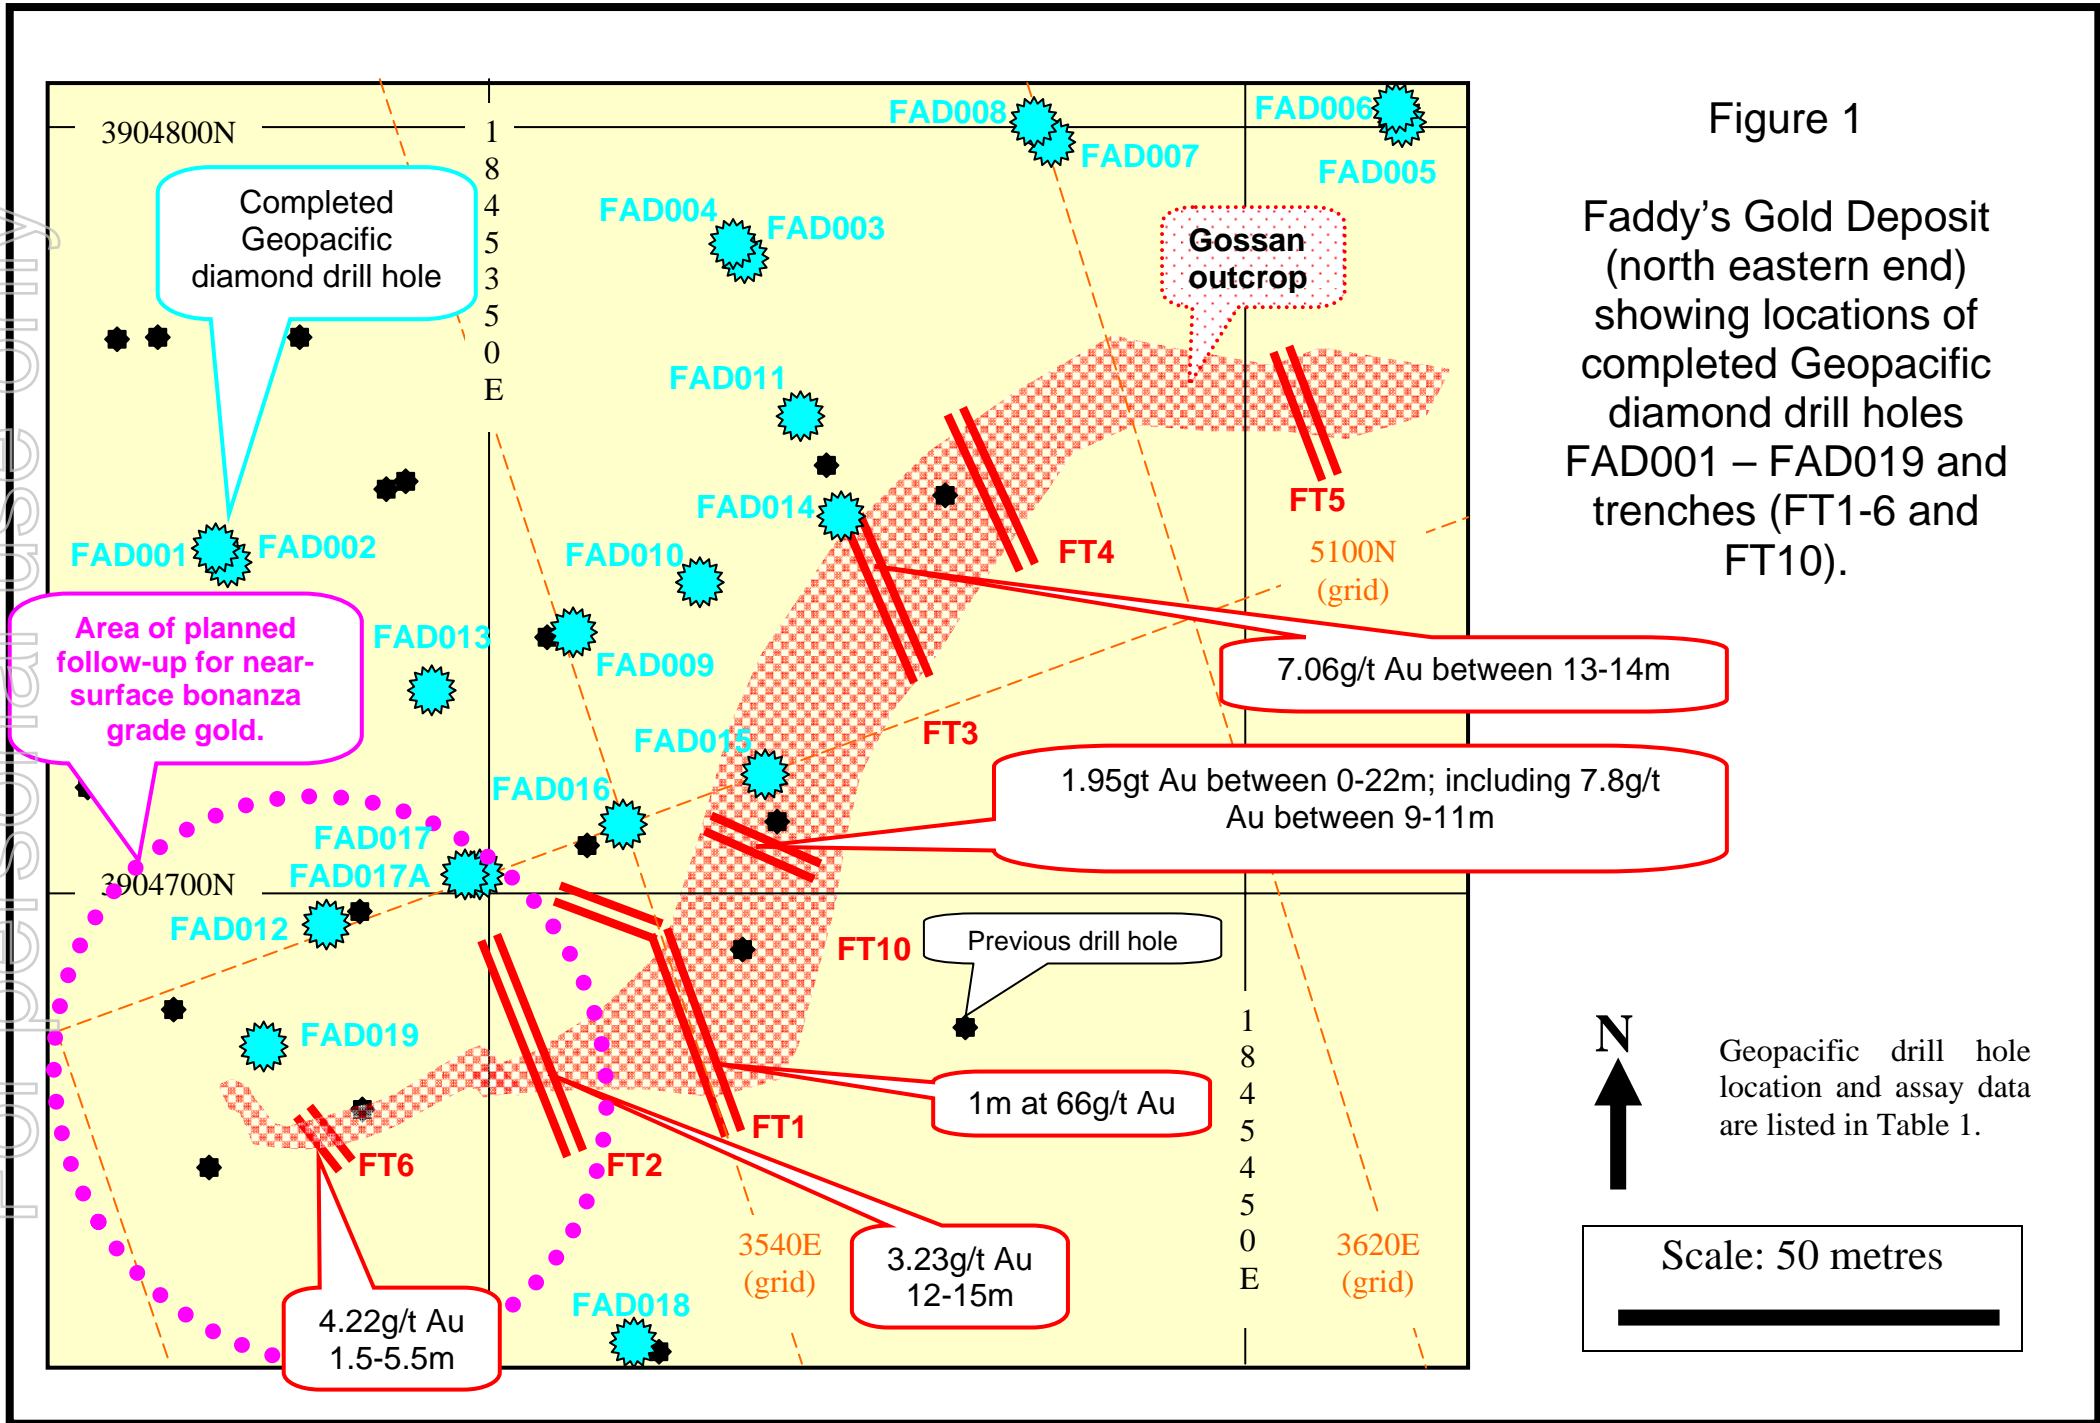 For personal use only
Figure 1
Faddy's Gold Deposit
(north eastern end)
showing locations of
completed Geopacific
diamond drill holes
FAD001 – FAD019 and
trenches (FT1-6 and
FT10).
3904800N
1
8
4
5
3
5
0
E
FAD008
FAD007
FAD006
FAD005
Completed
Geopacific
diamond drill hole
FAD004
FAD003
Gossan
outcrop
FAD011
FAD014
FT5
FAD001
FAD002
FAD010
FT4
5100N
(grid)
Area of planned
follow-up for near-
surface bonanza
grade gold.
FAD013
FAD009
7.06g/t Au between 13-14m
FT3
FAD015
FAD016
1.95gt Au between 0-22m; including 7.8g/t
Au between 9-11m
FAD017
FAD017A
3904700N
FAD012
FT10
Previous drill hole
FAD019
1
8
4
5
4
5
0
E
N
Geopacific drill hole
location and assay data
are listed in Table 1.
1m at 66g/t Au
FT1
FT2
FT6
3540E
(grid)
3.23g/t Au
12-15m
3620E
(grid)
Scale: 50 metres
FAD018
4.22g/t Au
1.5-5.5m